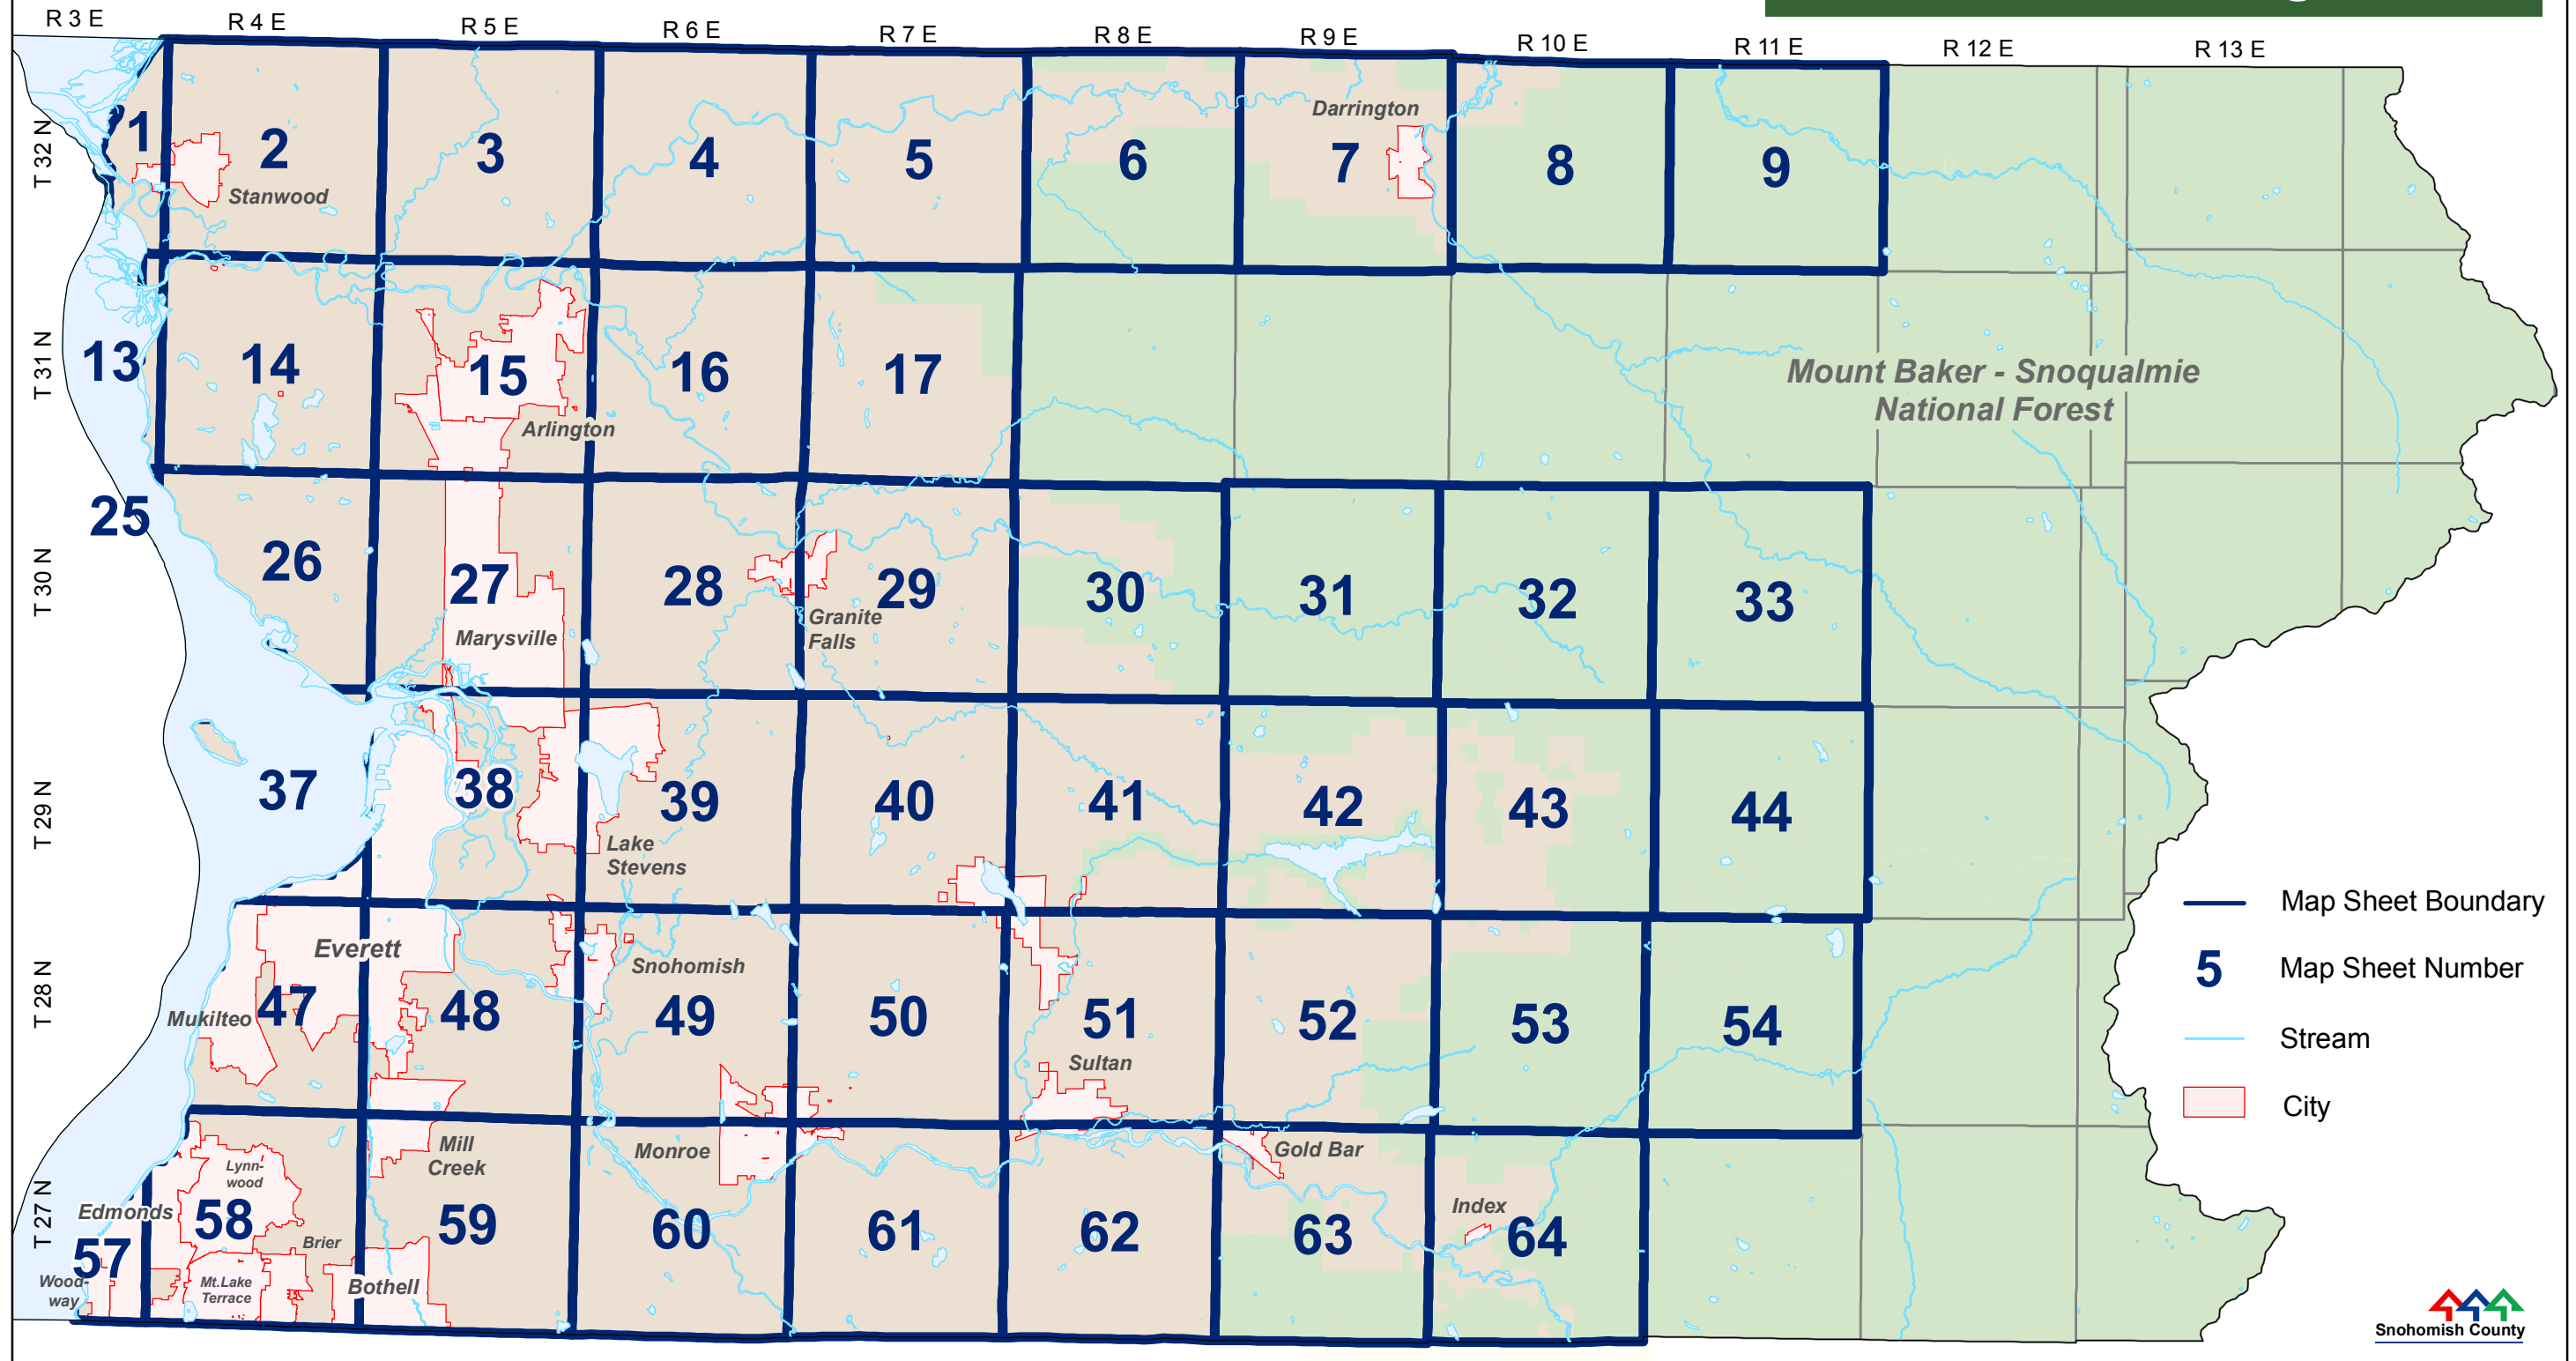 R 3 E
R 4 E
R 5 E
R 6 E
R 7 E
R 8 E
R 9 E
R 10 E
R 11 E
R 12 E
R 13 E
T 32 N
1
2
3
4
5
6
7
8
9
Stanwood
Darrington
T 31 N
13
14
15
16
17
Arlington
Mount Baker - Snoqualmie
National Forest
T 30 N
25
26
27
28
29
30
31
32
33
Marysville
Granite
Falls
T 29 N
37
38
39
40
41
42
43
44
Lake
Stevens
T 28 N
Everett
Mukilteo
47
48
Snohomish
49
50
51
Sultan
52
53
54
T 27 N
Edmonds
57
Wood-
way
Lynn-
wood
58
Brier
Mt.Lake
Terrace
Mill
Creek
59
Bothell
Monroe
60
61
62
Gold Bar
63
Index
64
Map Sheet Boundary
5
Map Sheet Number
Stream
City
Snohomish County